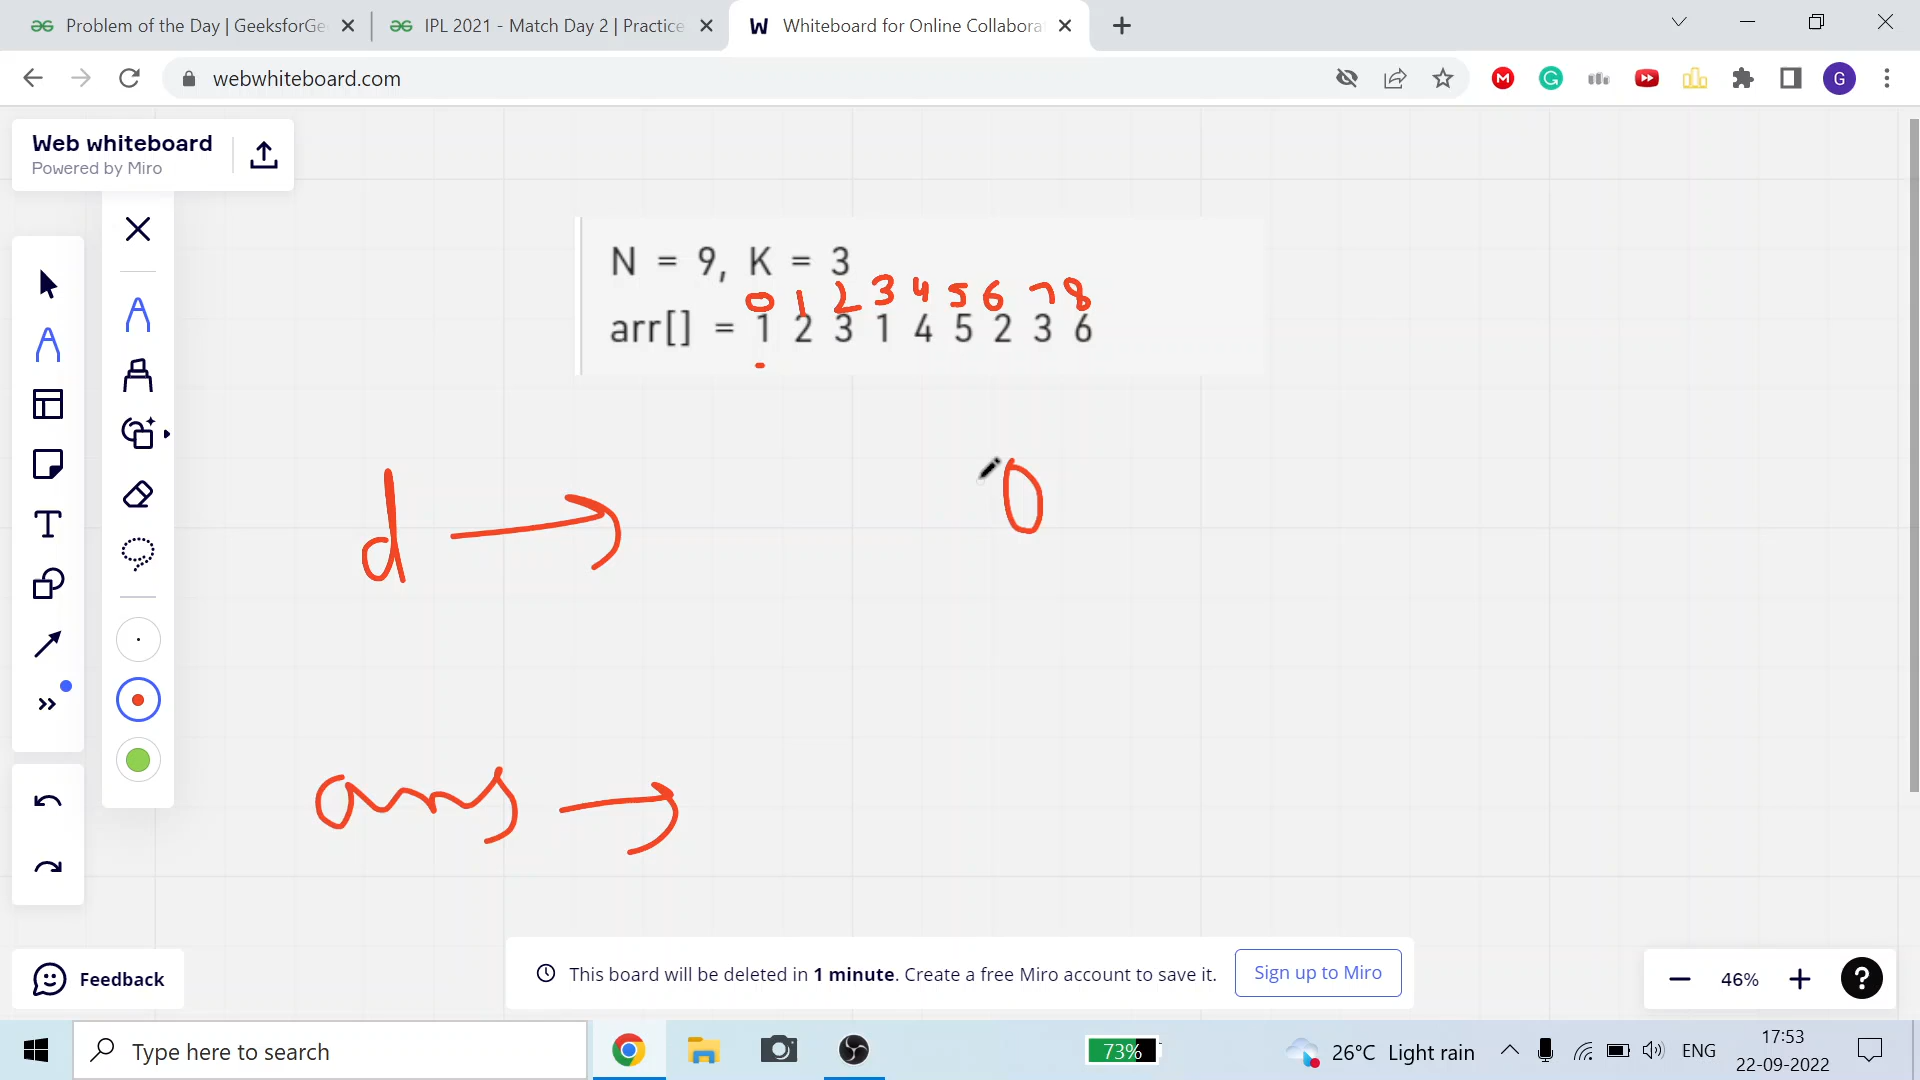 Problem of the Day | GeeksforGe
IPL 2021 - Match Day 2 | Practice
W Whiteboard for Online Collabora
webwhiteboard.com
G
Web whiteboard
Powered by Miro
N = 9, K = 3
0 1 2 3 4 5 6 7 8
arr[] = 1 2 3 1 4 5 2 3 6
d → 0
ans →
Feedback
This board will be deleted in 1 minute. Create a free Miro account to save it.
Sign up to Miro
46%
Type here to search
73%
26°C Light rain
ENG
17:53
22-09-2022